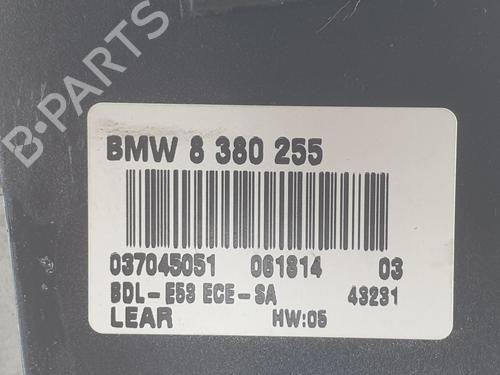 B-PARTS
BMW 8 380 255
037045051 061814 03
BDL-E53 ECE-SA 43231
LEAR HW:05